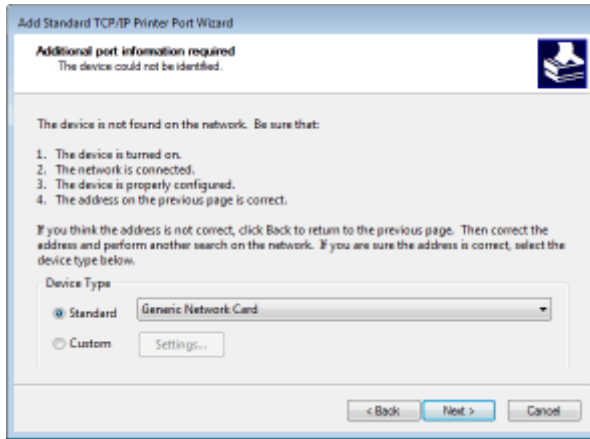 Add Standard TCP/IP Printer Port Wizard
Additional port information required
The device could not be identified.
The device is not found on the network. Be sure that:
1. The device is turned on.
2. The network is connected.
3. The device is properly configured.
4. The address on the previous page is correct.
If you think the address is not correct, click Back to return to the previous page. Then correct the
address and perform another search on the network. If you are sure the address is correct, select the
device type below.
Device Type
Standard Generic Network Card
Custom Settings...
< Back Next > Cancel